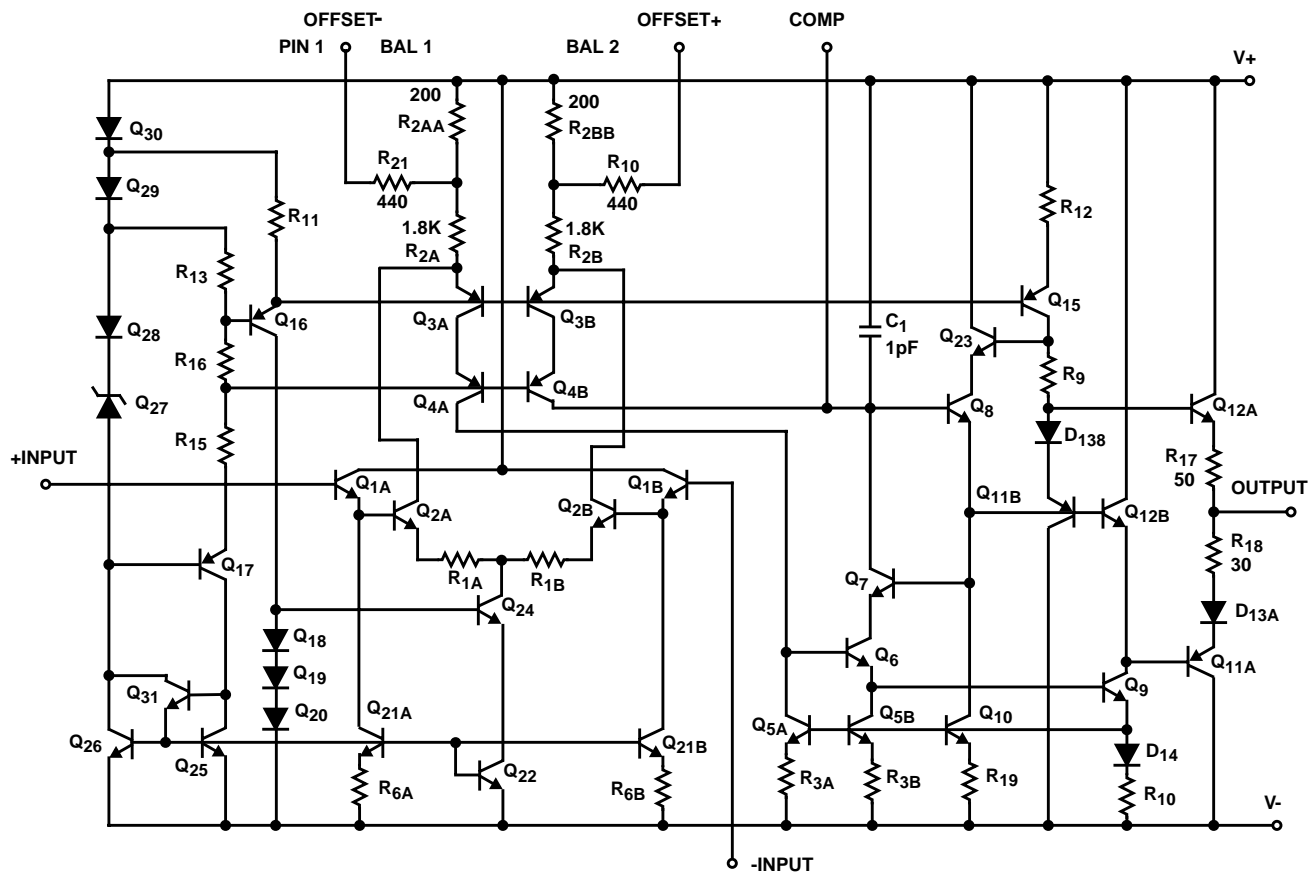 OFFSET- OFFSET+ COMP
PIN 1 BAL 1 BAL 2
V+
200 200
Q30 R2AA R2BB
R21 R10
Q29 440 440
R11 R12
1.8K 1.8K
R13 R2A R2B
Q15
Q16 Q3A Q3B
C1
1pF
Q28 Q23
R16 R9
Q4A Q4B Q8 Q12A
Q27
R15 D138
+INPUT R17
50
Q1A Q2A Q2B Q1B Q11B Q12B OUTPUT
R18
30
Q17 R1A R1B Q7
Q24 D13A
Q18 Q6 Q11A
Q19 Q9
Q31 Q20 Q21A Q5A Q5B Q10
Q26 Q21B
Q25 Q22 D14
R6A R6B R3A R3B R19 R10
V-
-INPUT